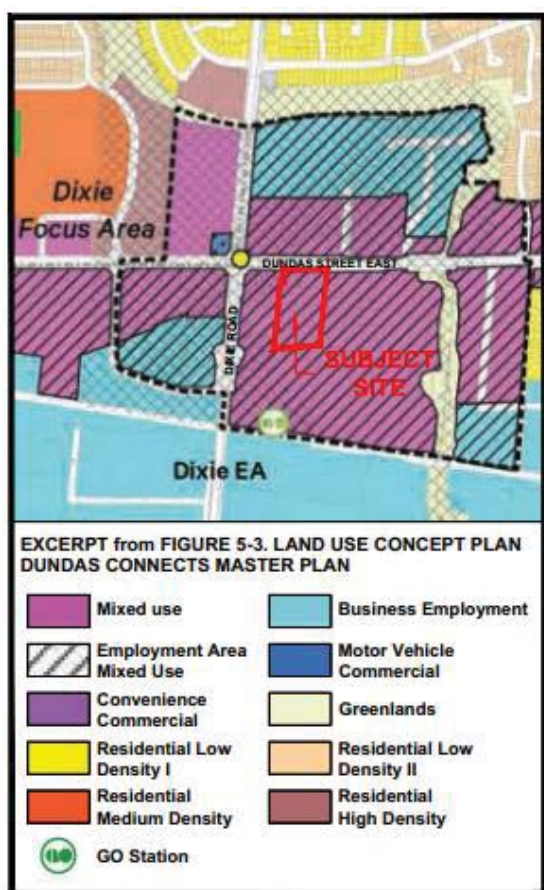 Dixie
Focus Area
DUNDAS STREET EAST
DIXIE ROAD
SUBJECT
SITE
Dixie EA
EXCERPT from FIGURE 5-3. LAND USE CONCEPT PLAN
DUNDAS CONNECTS MASTER PLAN
Mixed use
Business Employment
Employment Area
Mixed Use
Motor Vehicle
Commercial
Convenience
Commercial
Greenlands
Residential Low
Density I
Residential Low
Density II
Residential
Medium Density
Residential
High Density
GO Station